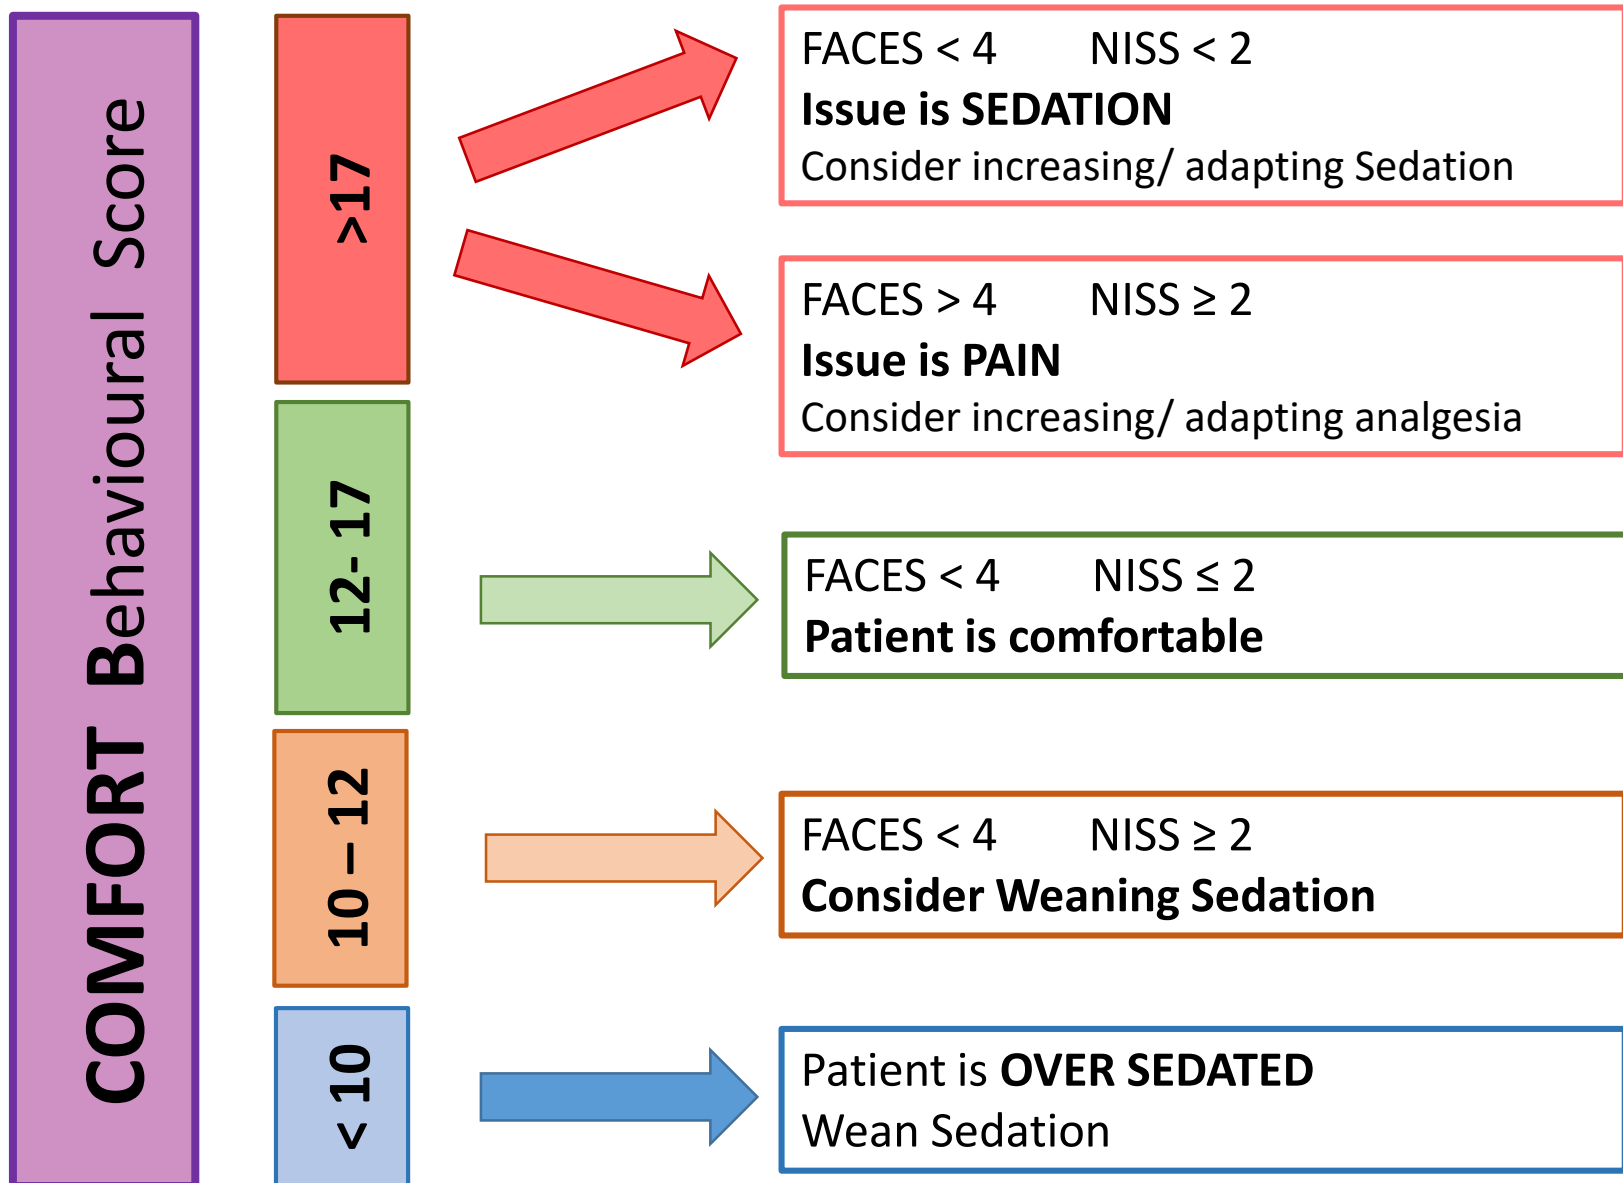 COMFORT Behavioural Score
>17
FACES < 4 NISS < 2
Issue is SEDATION
Consider increasing/ adapting Sedation
FACES > 4 NISS ≥ 2
Issue is PAIN
Consider increasing/ adapting analgesia
12- 17
FACES < 4 NISS ≤ 2
Patient is comfortable
10 – 12
FACES < 4 NISS ≥ 2
Consider Weaning Sedation
< 10
Patient is OVER SEDATED
Wean Sedation